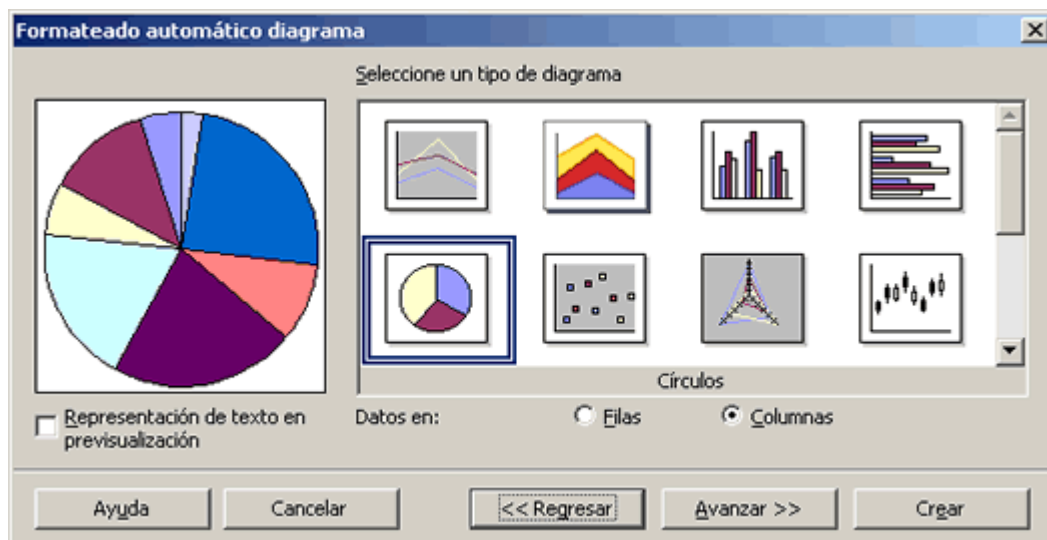 Formateado automático diagrama
Seleccione un tipo de diagrama
Círculos
Representación de texto en
previsualización
Datos en:
Filas
Columnas
Ayuda
Cancelar
<< Regresar
Avanzar >>
Crear